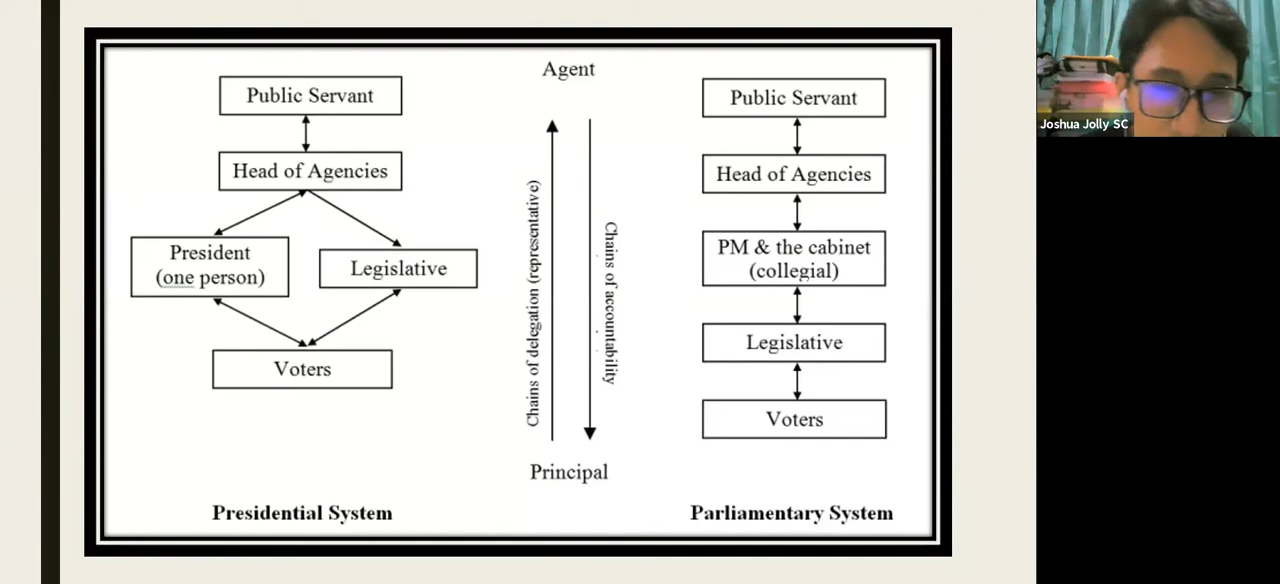 Agent
Public Servant
Head of Agencies
President
(one person)
Legislative
Voters
Presidential System
Chains of delegation (representative)
Chains of accountability
Principal
Public Servant
Head of Agencies
PM & the cabinet
(collegial)
Legislative
Voters
Parliamentary System
Joshua Jolly SC